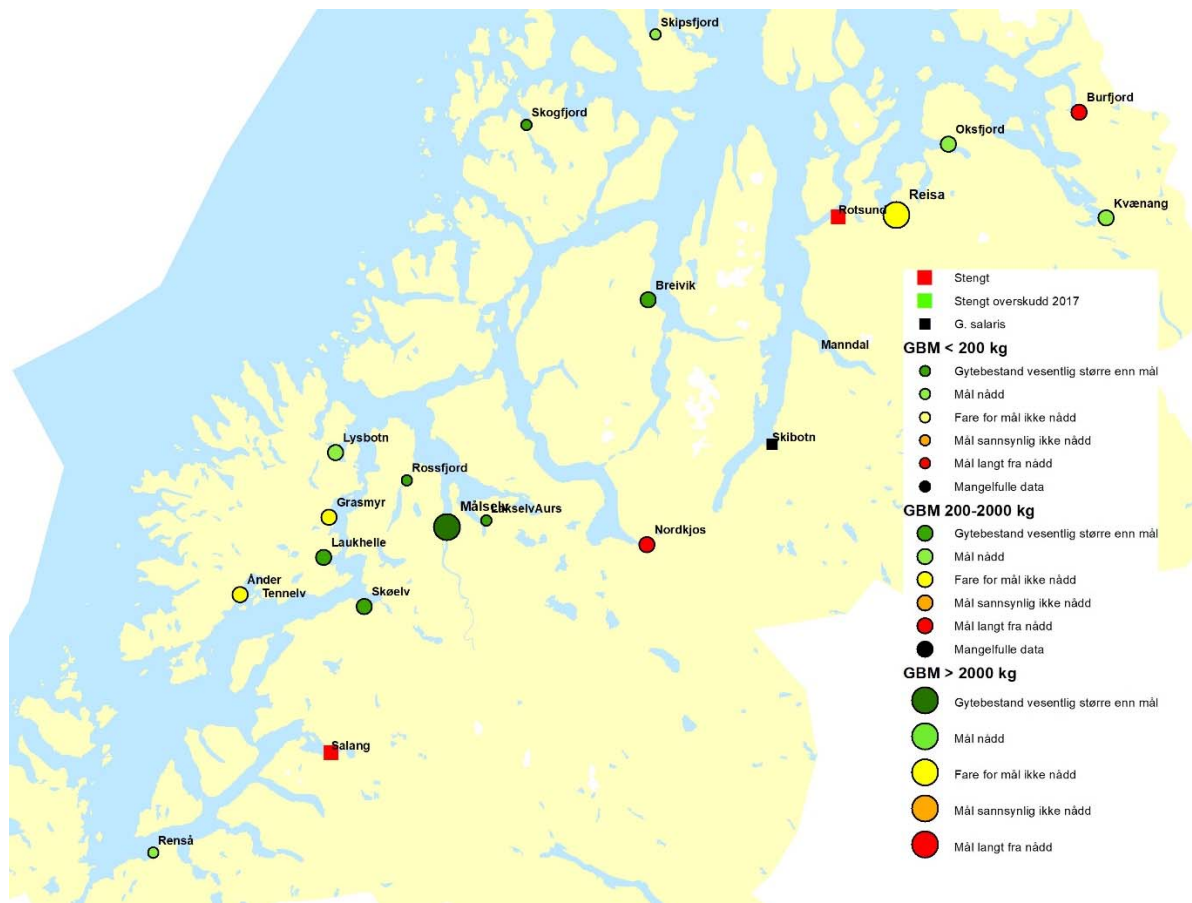 Skipsfjord
Skogfjord
Burfjord
Oksfjord
Reisa
Rotsund
Kvænang
Breivik
Manndal
Lysbotn
Skibotn
Rossfjord
Grasmyr
Målselv
LakselvAurs
Nordkjos
Laukhelle
Ånder
Tennelv
Skøelv
Salang
Renså
Stengt
Stengt overskudd 2017
G. salaris
GBM < 200 kg
Gytebestand vesentlig større enn mål
Mål nådd
Fare for mål ikke nådd
Mål sannsynlig ikke nådd
Mål langt fra nådd
Mangelfulle data
GBM 200-2000 kg
Gytebestand vesentlig større enn mål
Mål nådd
Fare for mål ikke nådd
Mål sannsynlig ikke nådd
Mål langt fra nådd
Mangelfulle data
GBM > 2000 kg
Gytebestand vesentlig større enn mål
Mål nådd
Fare for mål ikke nådd
Mål sannsynlig ikke nådd
Mål langt fra nådd